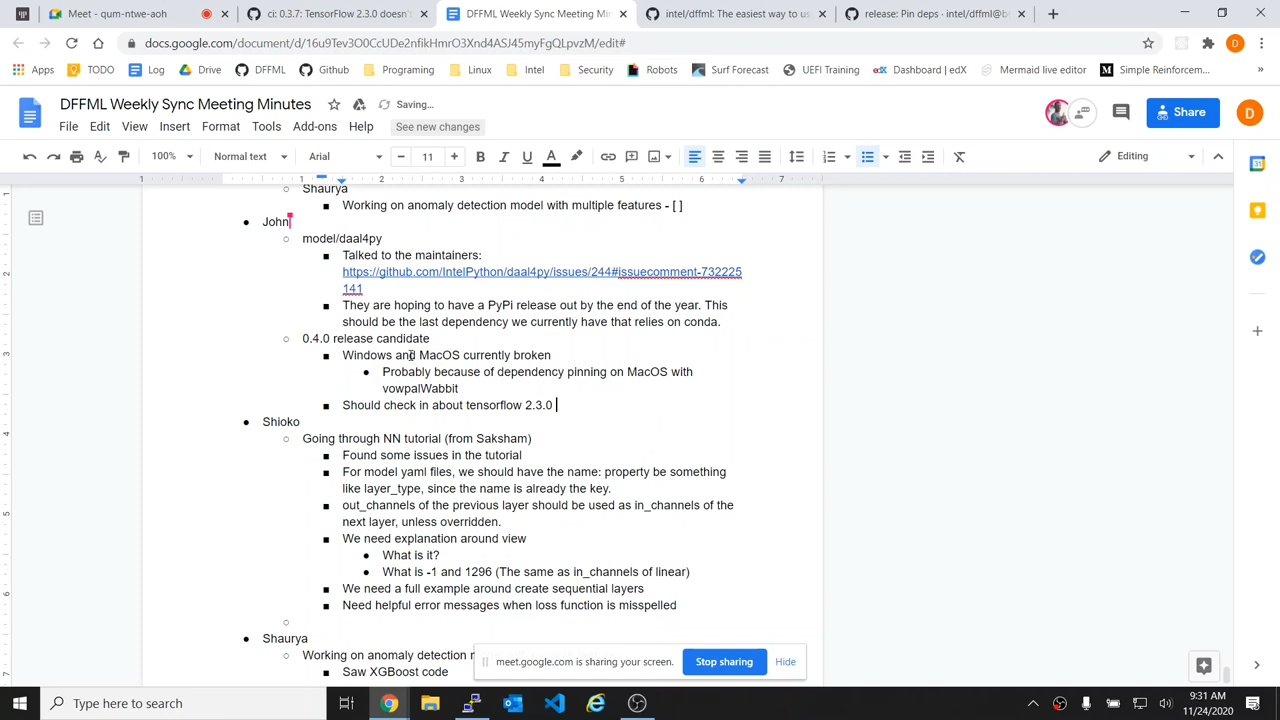 Meet - qum-ntwe-aoh
ci: 0.3.7: TensorFlow 2.3.0 doesn't
DFFML Weekly Sync Meeting Min
intel/dffml: The easiest way to us
release: Pin deps · intel/dffml@b
docs.google.com/document/d/16u9Tev3O0CcUDe2nfikHmrO3Xnd4ASJ45myFgQLpvzM/edit#
Apps
TODO
Log
Drive
DFFML
Github
Programing
Linux
Intel
Security
Robots
Surf Forecast
UEFI Training
Dashboard | edX
Mermaid live editor
Simple Reinforcem...
DFFML Weekly Sync Meeting Minutes
Saving...
File Edit View Insert Format Tools Add-ons Help
See new changes
Share
D
100%
Normal text
Arial
11
Editing
Shaurya
Working on anomaly detection model with multiple features - [ ]
John
model/daal4py
Talked to the maintainers:
https://github.com/IntelPython/daal4py/issues/244#issuecomment-732225
141
They are hoping to have a PyPi release out by the end of the year. This
should be the last dependency we currently have that relies on conda.
0.4.0 release candidate
Windows and MacOS currently broken
Probably because of dependency pinning on MacOS with
vowpalWabbit
Should check in about tensorflow 2.3.0
Shioko
Going through NN tutorial (from Saksham)
Found some issues in the tutorial
For model yaml files, we should have the name: property be something
like layer_type, since the name is already the key.
out_channels of the previous layer should be used as in_channels of the
next layer, unless overridden.
We need explanation around view
What is it?
What is -1 and 1296 (The same as in_channels of linear)
We need a full example around create sequential layers
Need helpful error messages when loss function is misspelled
Shaurya
Working on anomaly detection
Saw XGBoost code
meet.google.com is sharing your screen.
Stop sharing
Hide
Type here to search
9:31 AM
11/24/2020